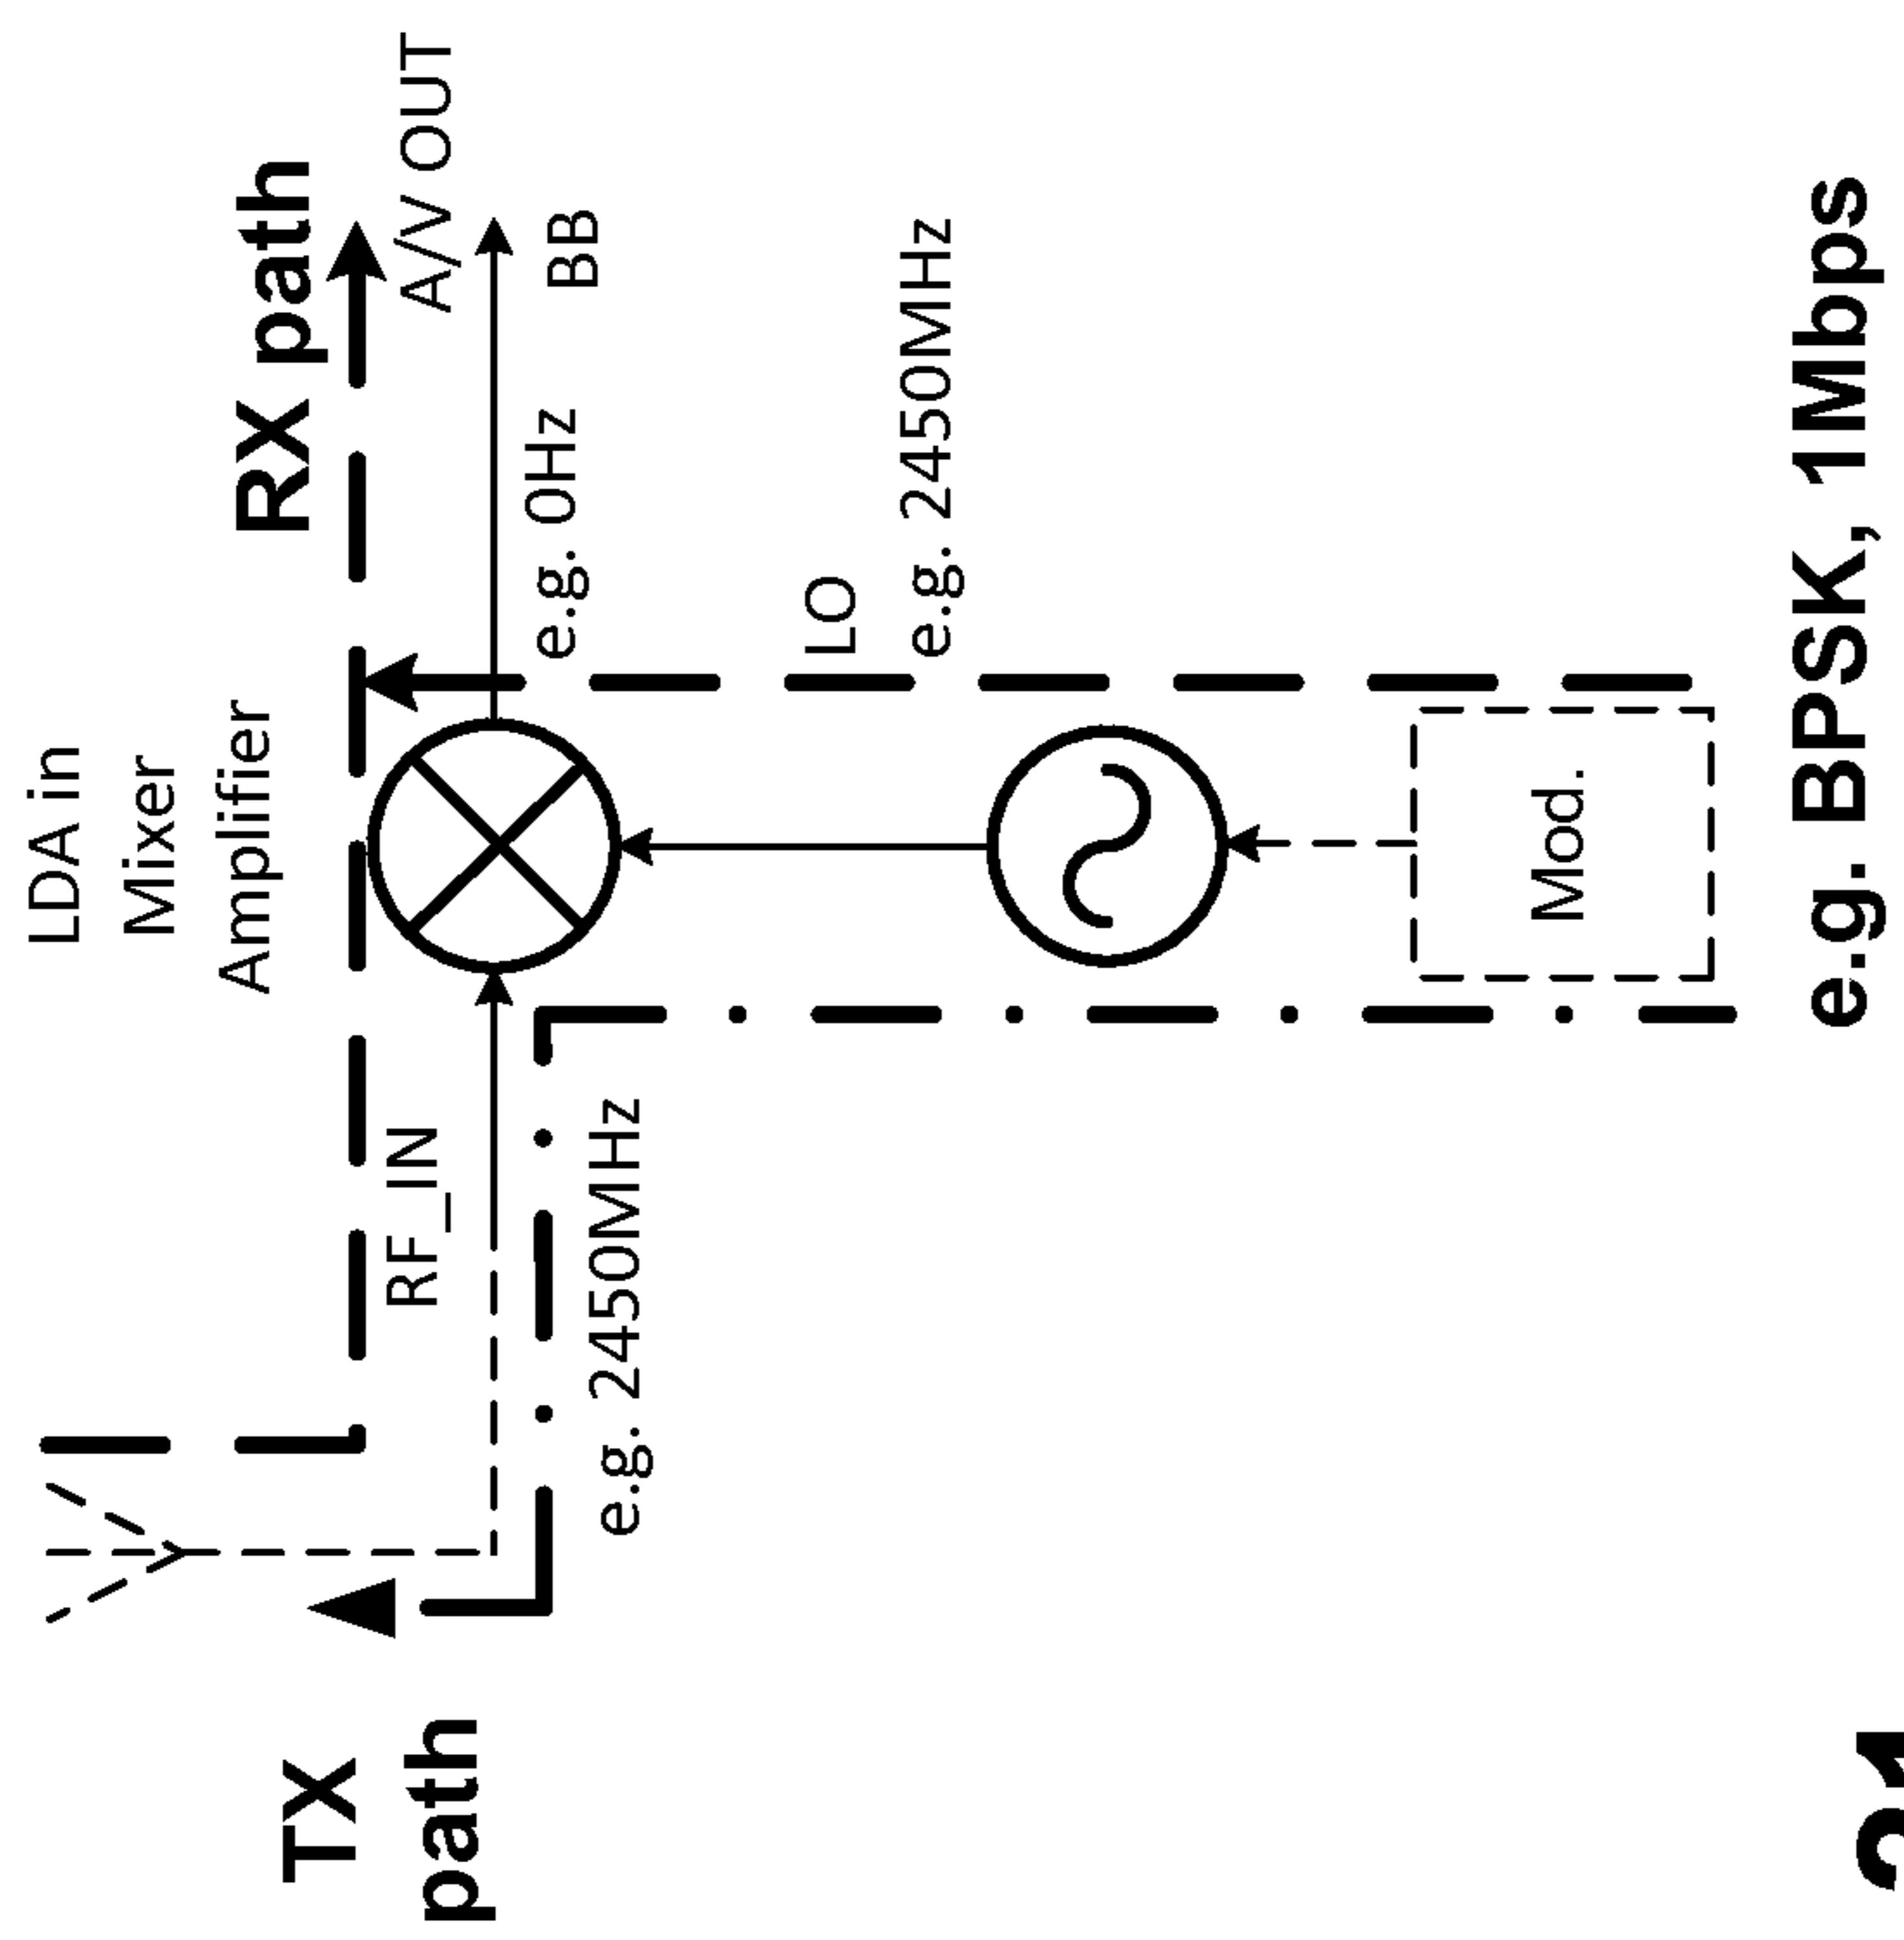 LDA in
Mixer
Amplifier
TX
path
RX path
RF_IN
A/V OUT
BB
e.g. 0Hz
e.g. 2450MHz
LO
e.g. 2450MHz
Mod.
e.g. BPSK, 1Mbps